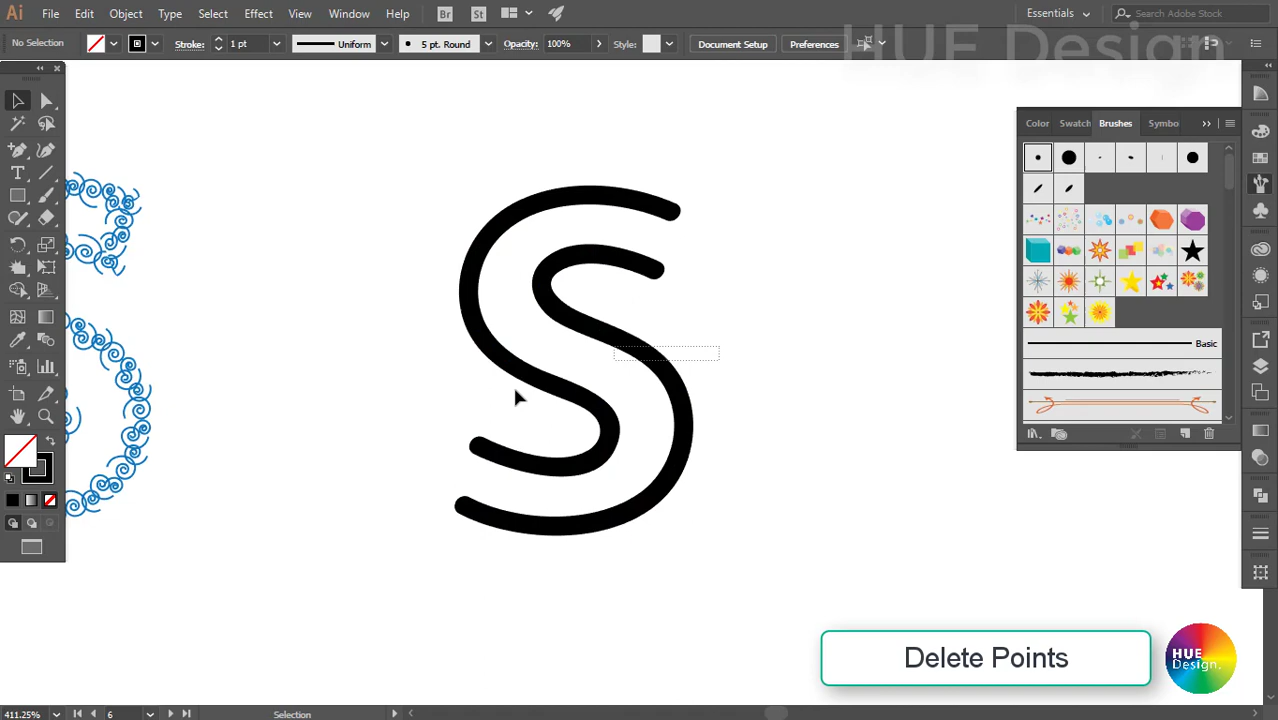 Ai File Edit Object Type Select Effect View Window Help Br St Essentials Search Adobe Stock
HUE Design
No Selection Stroke: 1 pt Uniform 5 pt. Round Opacity: 100% Style: Document Setup Preferences
Color Swatch Brushes Symbo
S
Basic
Delete Points
HUE
Design.
411.25% 6 Selection